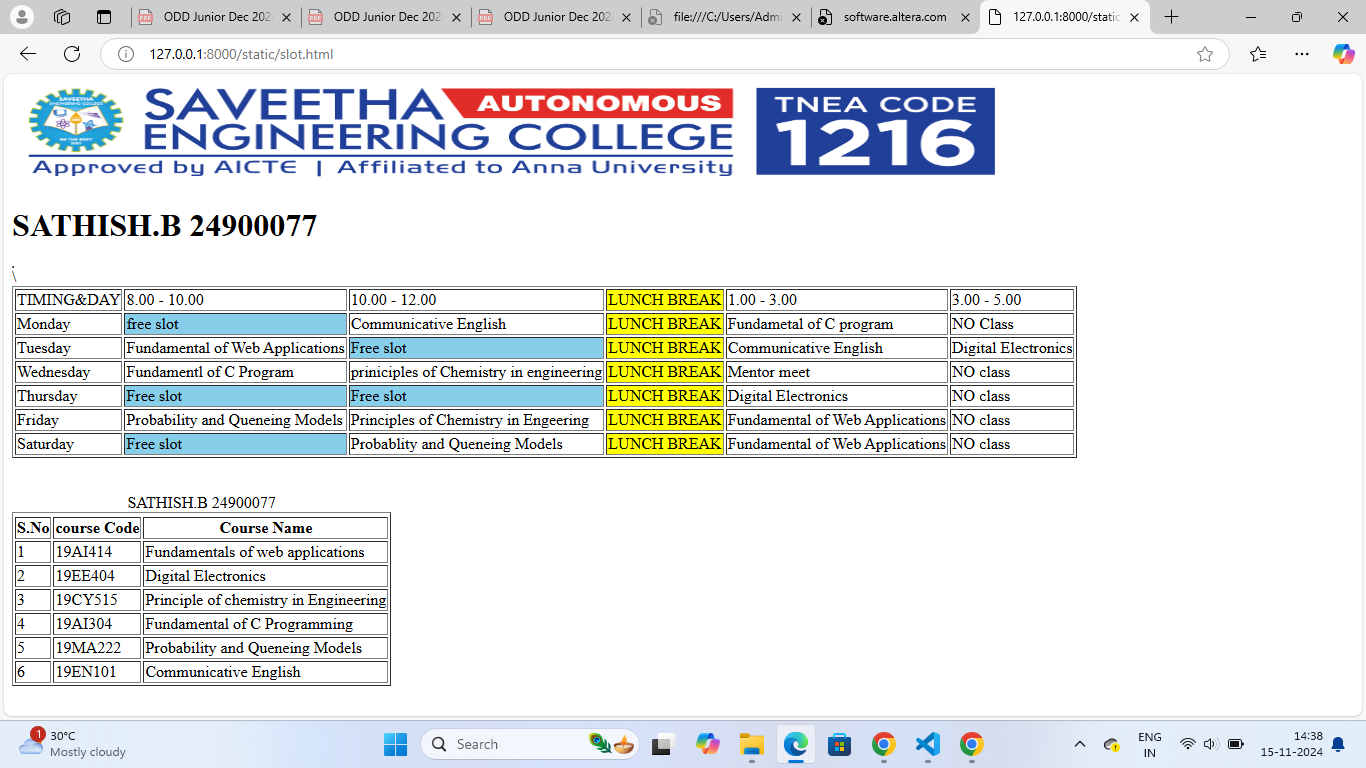 ODD Junior Dec 202
ODD Junior Dec 202
ODD Junior Dec 202
file:///C:/Users/Admi
software.altera.com
127.0.0.1:8000/static
127.0.0.1:8000/static/slot.html
SAVEETHA AUTONOMOUS
ENGINEERING COLLEGE
Approved by AICTE | Affiliated to Anna University
TNEA CODE
1216
SATHISH.B 24900077
.
\
TIMING&DAY 8.00 - 10.00 10.00 - 12.00 LUNCH BREAK 1.00 - 3.00 3.00 - 5.00
Monday free slot Communicative English LUNCH BREAK Fundametal of C program NO Class
Tuesday Fundamental of Web Applications Free slot LUNCH BREAK Communicative English Digital Electronics
Wednesday Fundamentl of C Program priniciples of Chemistry in engineering LUNCH BREAK Mentor meet NO class
Thursday Free slot Free slot LUNCH BREAK Digital Electronics NO class
Friday Probability and Queneing Models Principles of Chemistry in Engeering LUNCH BREAK Fundamental of Web Applications NO class
Saturday Free slot Probablity and Queneing Models LUNCH BREAK Fundamental of Web Applications NO class
SATHISH.B 24900077
S.No course Code Course Name
1 19AI414 Fundamentals of web applications
2 19EE404 Digital Electronics
3 19CY515 Principle of chemistry in Engineering
4 19AI304 Fundamental of C Programming
5 19MA222 Probability and Queneing Models
6 19EN101 Communicative English
1
30°C
Mostly cloudy
Search
ENG
IN
14:38
15-11-2024